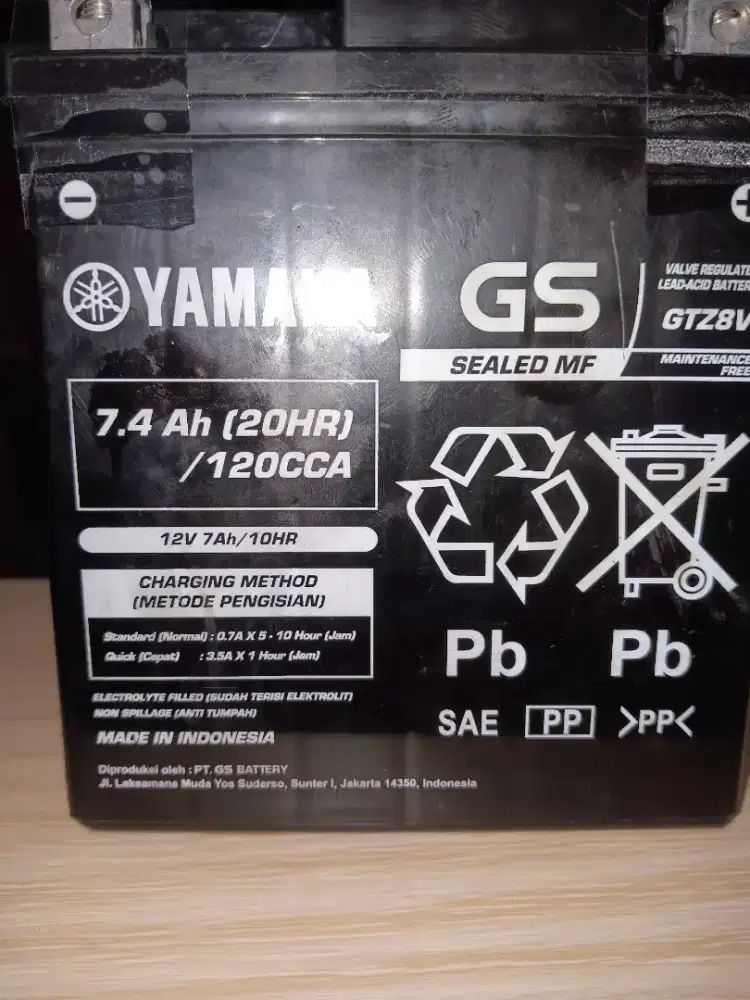 YAMAHA
GS
VALVE REGULATE
LEAD-ACID BATTER
GTZ8V
SEALED MF
MAINTENANCE
FREE
7.4 Ah (20HR)
/120CCA
12V 7Ah/10HR
CHARGING METHOD
(METODE PENGISIAN)
Standard (Normal) : 0.7A X 5 - 10 Hour (Jam)
Quick (Cepat) : 3.5A X 1 Hour (Jam)
ELECTROLYTE FILLED (SUDAH TERISI ELEKTROLIT)
NON SPILLAGE (ANTI TUMPAH)
MADE IN INDONESIA
Diproduksi oleh : PT. GS BATTERY
Jl. Laksamana Muda Yos Sudarso, Sunter I, Jakarta 14350, Indonesia
Pb Pb
SAE PP >PP<